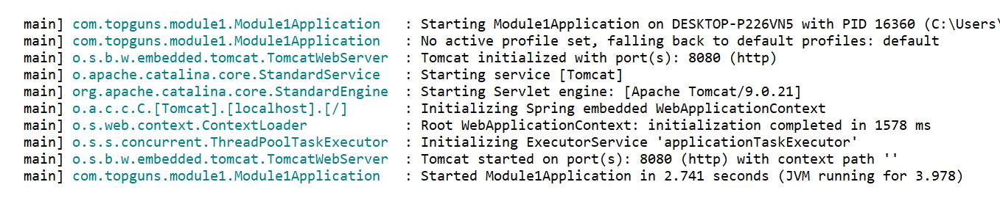 main] com.topguns.module1.Module1Application : Starting Module1Application on DESKTOP-P226VN5 with PID 16360 (C:\Users\
main] com.topguns.module1.Module1Application : No active profile set, falling back to default profiles: default
main] o.s.b.w.embedded.tomcat.TomcatWebServer : Tomcat initialized with port(s): 8080 (http)
main] o.apache.catalina.core.StandardService : Starting service [Tomcat]
main] org.apache.catalina.core.StandardEngine : Starting Servlet engine: [Apache Tomcat/9.0.21]
main] o.a.c.c.C.[Tomcat].[localhost].[/] : Initializing Spring embedded WebApplicationContext
main] o.s.web.context.ContextLoader : Root WebApplicationContext: initialization completed in 1578 ms
main] o.s.s.concurrent.ThreadPoolTaskExecutor : Initializing ExecutorService 'applicationTaskExecutor'
main] o.s.b.w.embedded.tomcat.TomcatWebServer : Tomcat started on port(s): 8080 (http) with context path ''
main] com.topguns.module1.Module1Application : Started Module1Application in 2.741 seconds (JVM running for 3.978)